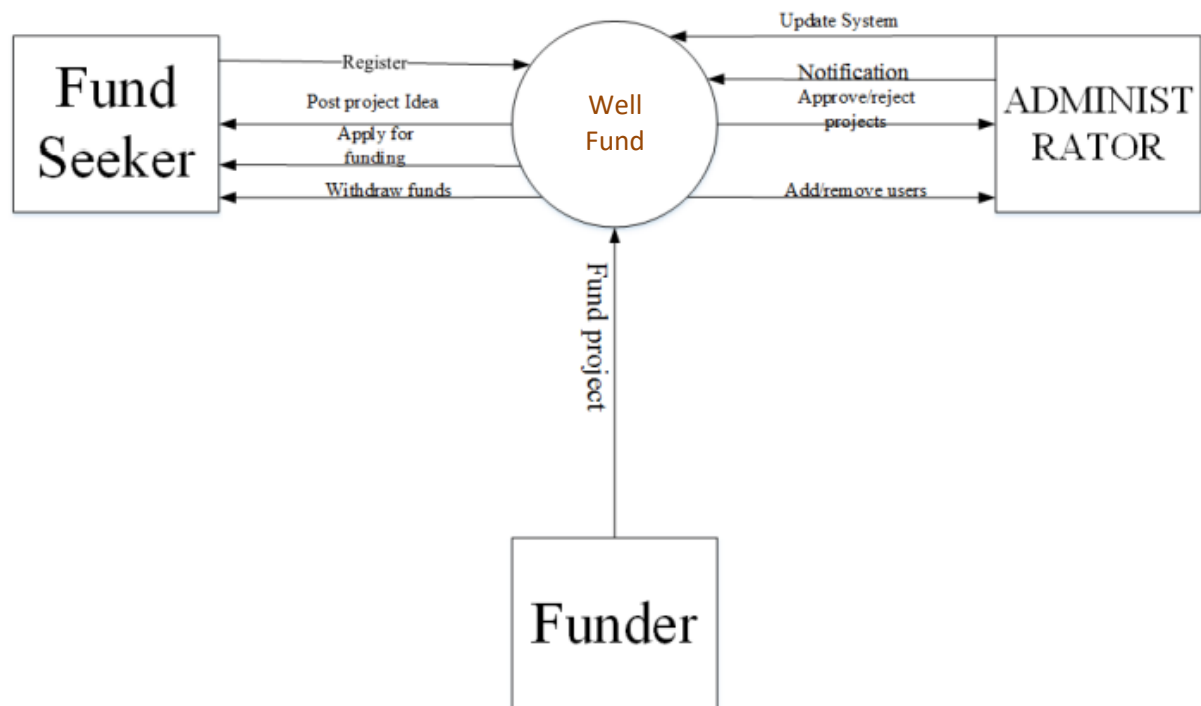 Update System
Fund
Seeker
Register
Post project Idea
Apply for
funding
Withdraw funds
Well
Fund
Notification
Approve/reject
projects
Add/remove users
ADMINIST
RATOR
Fund project
Funder